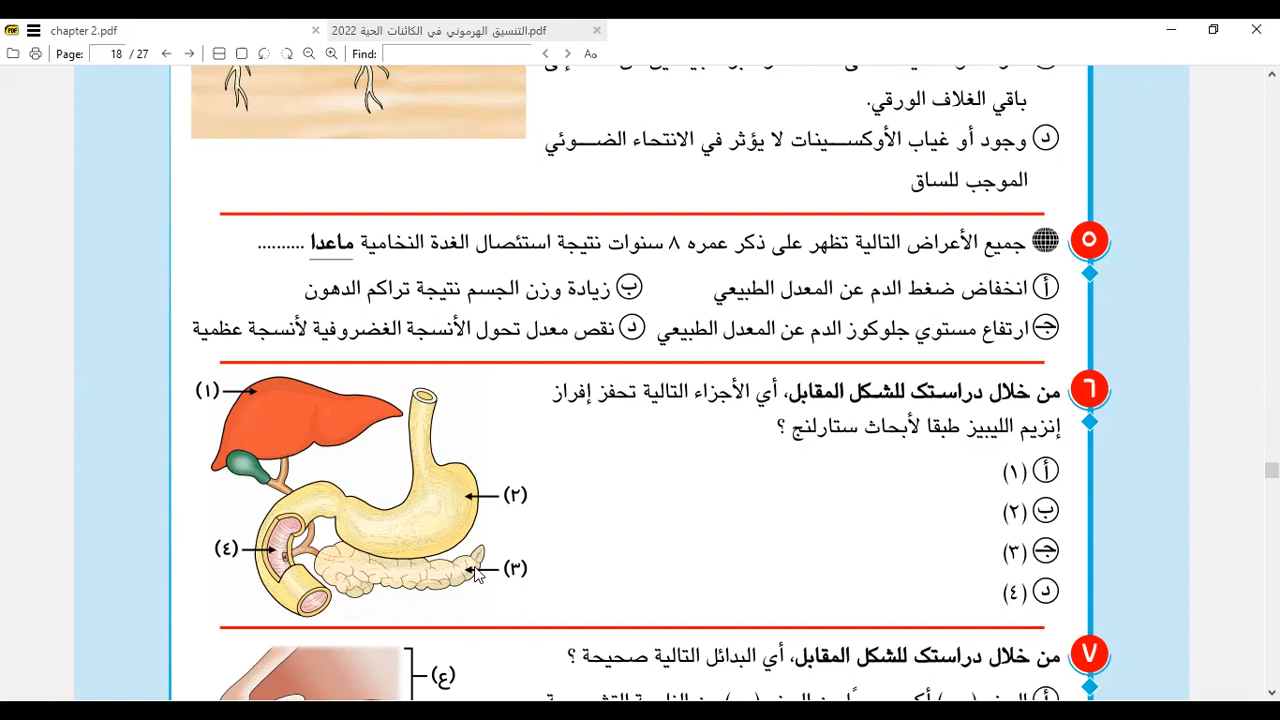 chapter 2.pdf
التنسيق الهرموني في الكائنات الحية 2022.pdf
Page: 18 / 27
Find:
Aa
باقي الغلاف الورقي.
د وجود أو غياب الأوكسـينات لا يؤثر في الانتحاء الضـوئي
الموجب للساق
٥ جميع الأعراض التالية تظهر على ذكر عمره ٨ سنوات نتيجة استئصال الغدة النخامية ماعدا ..........
أ انخفاض ضغط الدم عن المعدل الطبيعي
ب زيادة وزن الجسم نتيجة تراكم الدهون
جـ ارتفاع مستوي جلوكوز الدم عن المعدل الطبيعي
د نقص معدل تحول الأنسجة الغضروفية لأنسجة عظمية
٦ من خلال دراستك للشكل المقابل، أي الأجزاء التالية تحفز إفراز
إنزيم الليبيز طبقا لأبحاث ستارلنج ؟
أ (١)
ب (٢)
جـ (٣)
د (٤)
(١)
(٢)
(٤)
(٣)
٧ من خلال دراستك للشكل المقابل، أي البدائل التالية صحيحة ؟
(ع)